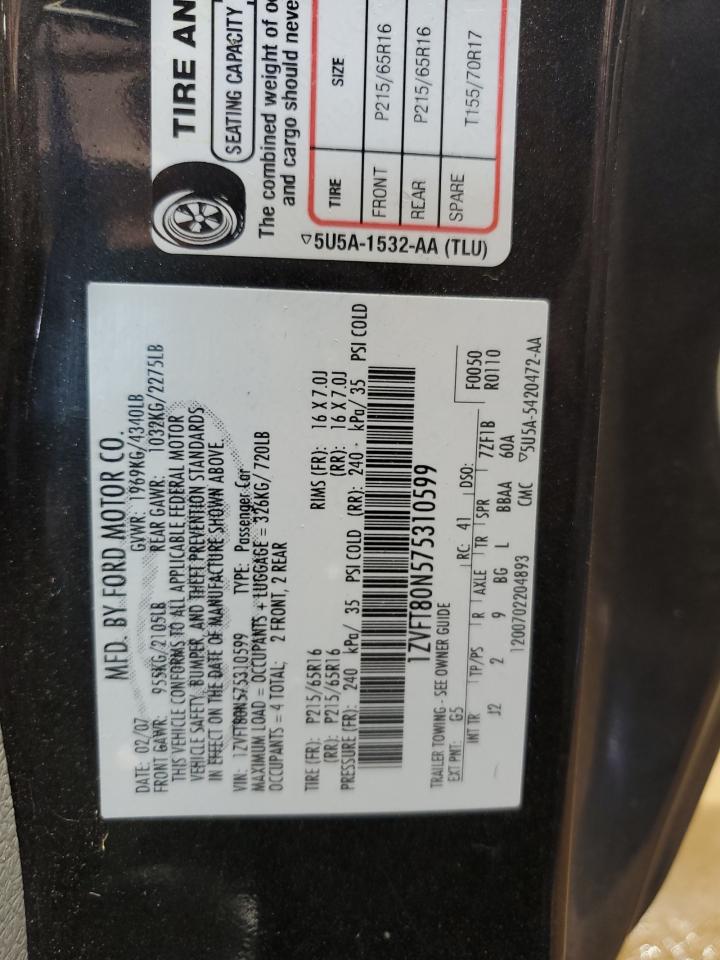 MFD. BY FORD MOTOR CO.
DATE: 02/07 GVWR: 1969KG/4340LB
FRONT GAWR: 955KG/2105LB REAR GAWR: 1032KG/2275LB
THIS VEHICLE CONFORMS TO ALL APPLICABLE FEDERAL MOTOR
VEHICLE SAFETY, BUMPER, AND THEFT PREVENTION STANDARDS
IN EFFECT ON THE DATE OF MANUFACTURE SHOWN ABOVE.
VIN: 1ZVFT80N575310599 TYPE: Passenger Car
MAXIMUM LOAD = OCCUPANTS + LUGGAGE = 326KG/ 720LB
OCCUPANTS = 4 TOTAL; 2 FRONT, 2 REAR
TIRE (FR): P215/65R16 RIMS (FR): 16 X 7.0J
(RR): P215/65R16 (RR): 16 X 7.0J
PRESSURE (FR): 240 kPa/ 35 PSI COLD (RR): 240 kPa/ 35 PSI COLD
1ZVFT80N575310599
TRAILER TOWING - SEE OWNER GUIDE
EXT PNT: G5 RC: 41 DSO: F0050
INT TR TP/PS R AXLE TR SPR 7ZF1B R0110
J2 2 9 BG L BBAA 60A
1200702204893 CMC ▽5U5A-5420472-AA
TIRE AN
SEATING CAPACITY
The combined weight of oc
and cargo should neve
TIRE SIZE
FRONT P215/65R16
REAR P215/65R16
SPARE T155/70R17
▽5U5A-1532-AA (TLU)